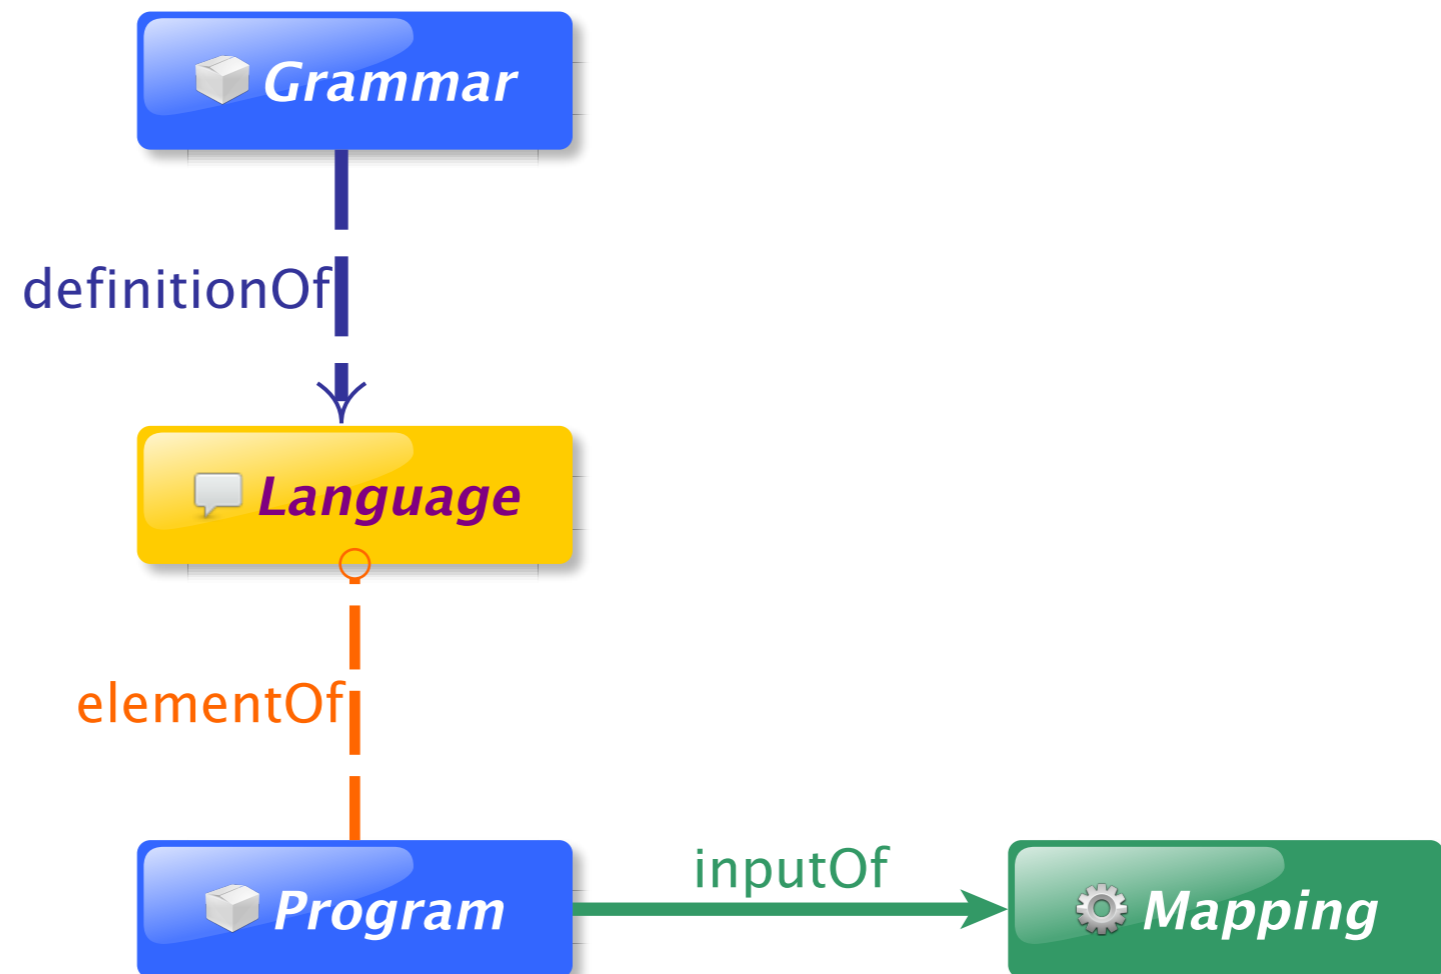 Grammar
definitionOf
Language
elementOf
Program
inputOf
Mapping